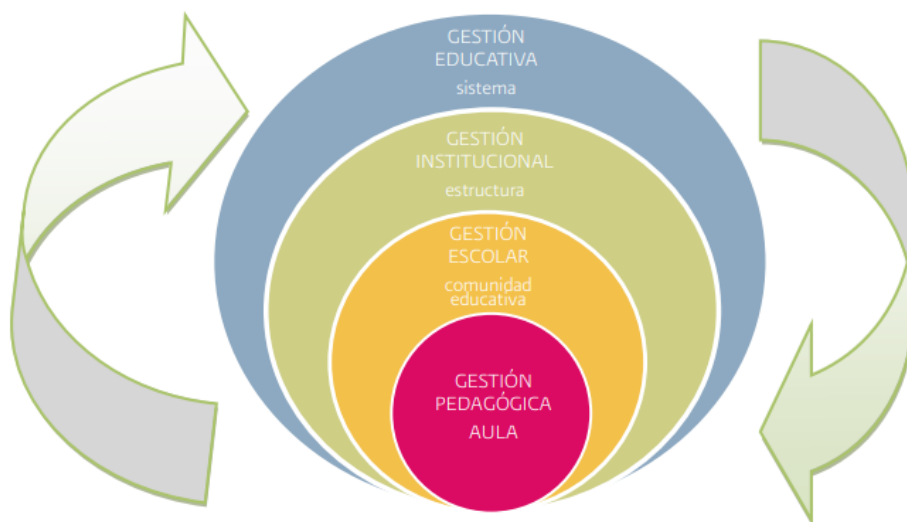 GESTIÓN
EDUCATIVA
sistema
GESTIÓN
INSTITUCIONAL
estructura
GESTIÓN
ESCOLAR
comunidad
educativa
GESTIÓN
PEDAGÓGICA
AULA